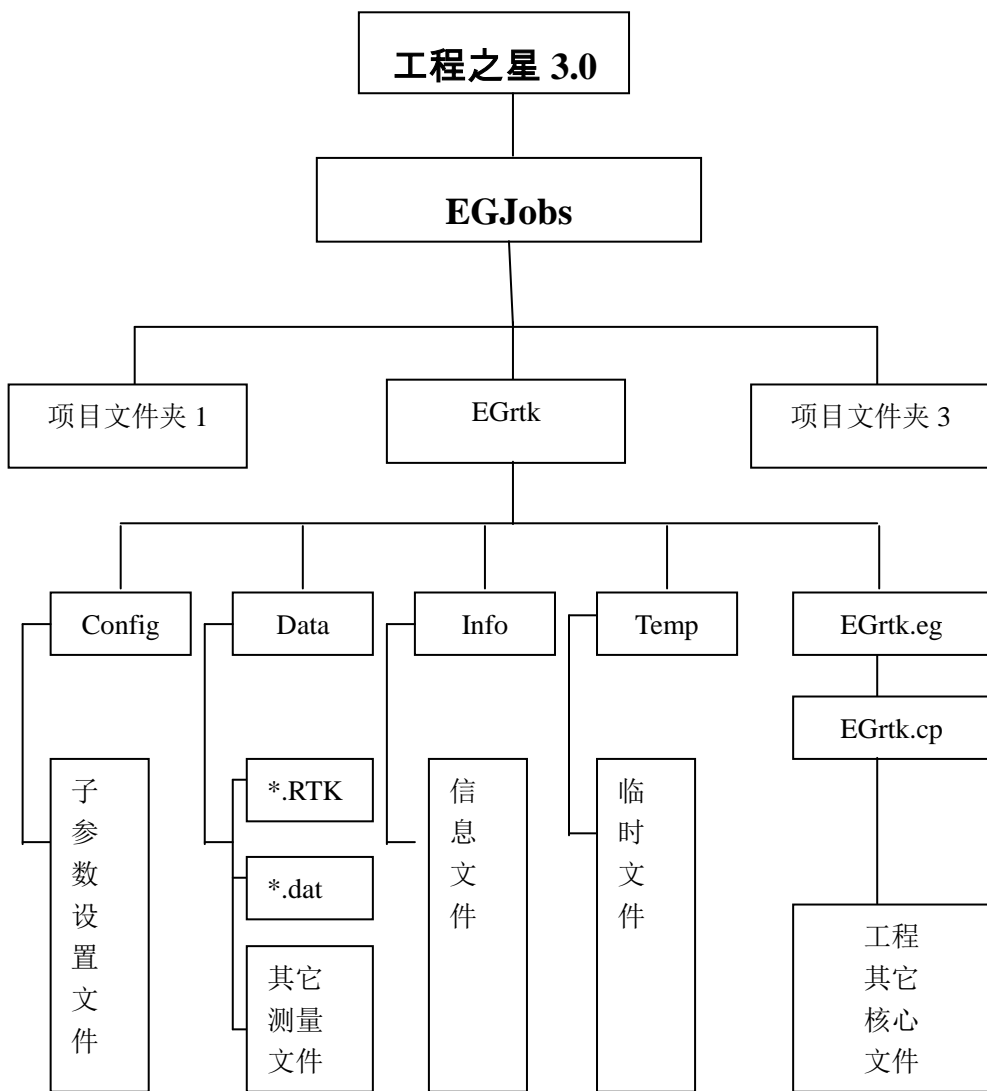 工程之星 3.0
EGJobs
项目文件夹 1
EGrtk
项目文件夹 3
Config
Data
Info
Temp
EGrtk.eg
EGrtk.cp
子
参
数
设
置
文
件
*.RTK
*.dat
其它
测量
文件
信
息
文
件
临
时
文
件
工程
其它
核心
文件